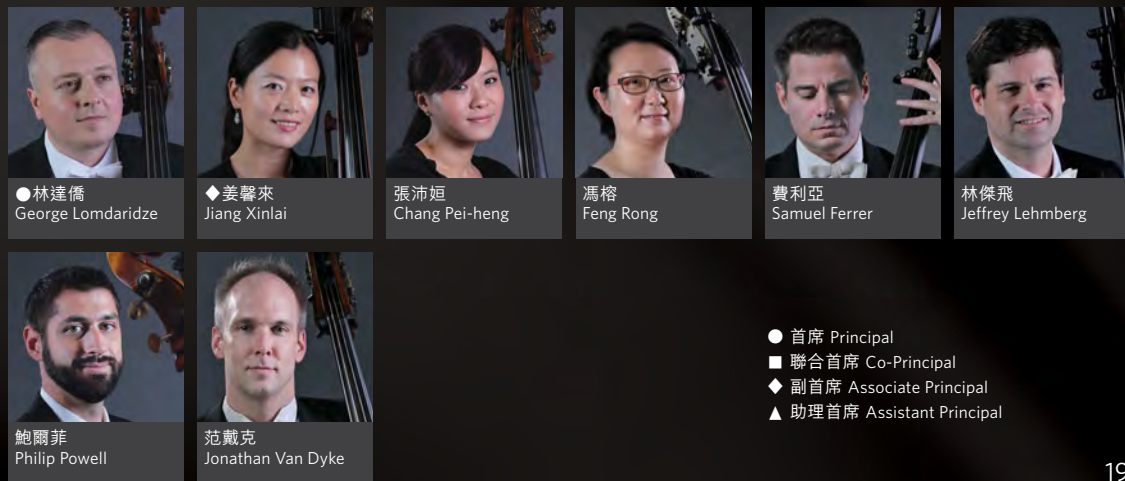 ●林達僑
George Lomdaridze
◆姜馨來
Jiang Xinlai
張沛姮
Chang Pei-heng
馮榕
Feng Rong
費利亞
Samuel Ferrer
林傑飛
Jeffrey Lehmberg
鮑爾菲
Philip Powell
范戴克
Jonathan Van Dyke
● 首席 Principal
■ 聯合首席 Co-Principal
◆ 副首席 Associate Principal
▲ 助理首席 Assistant Principal
19